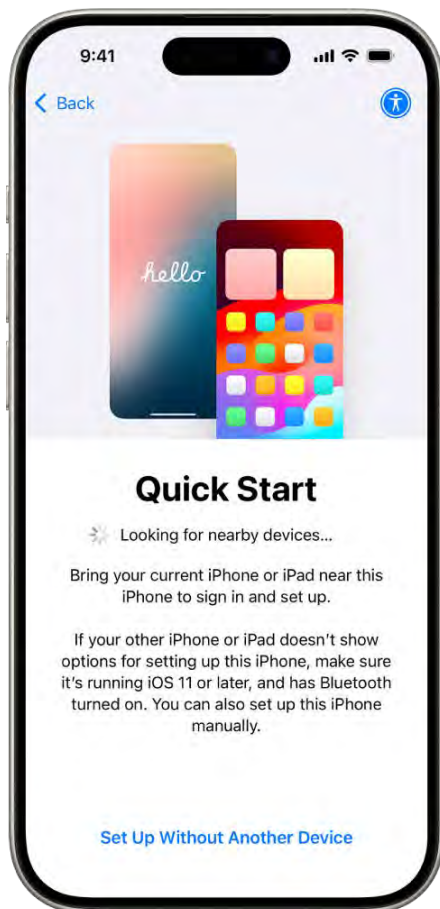 9:41
Back
hello
Quick Start
Looking for nearby devices...
Bring your current iPhone or iPad near this
iPhone to sign in and set up.
If your other iPhone or iPad doesn't show
options for setting up this iPhone, make sure
it's running iOS 11 or later, and has Bluetooth
turned on. You can also set up this iPhone
manually.
Set Up Without Another Device